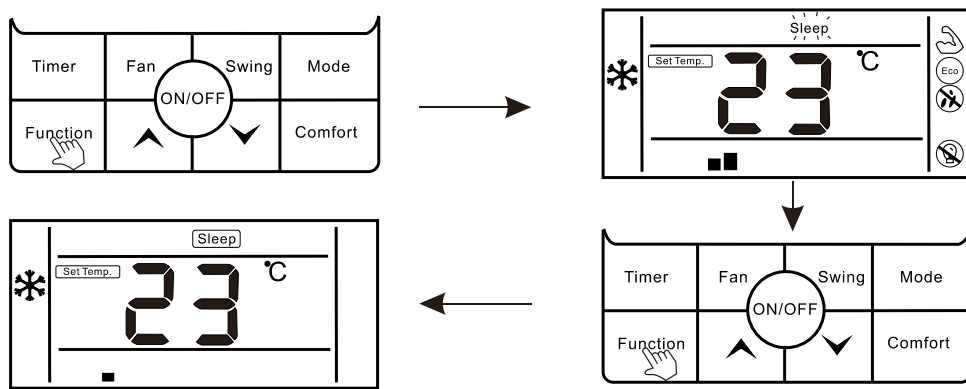 Timer Fan Swing Mode
ON/OFF
Function Comfort
Sleep
Set Temp. 23 °C
Eco
Timer Fan Swing Mode
ON/OFF
Function Comfort
Sleep
Set Temp. 23 °C